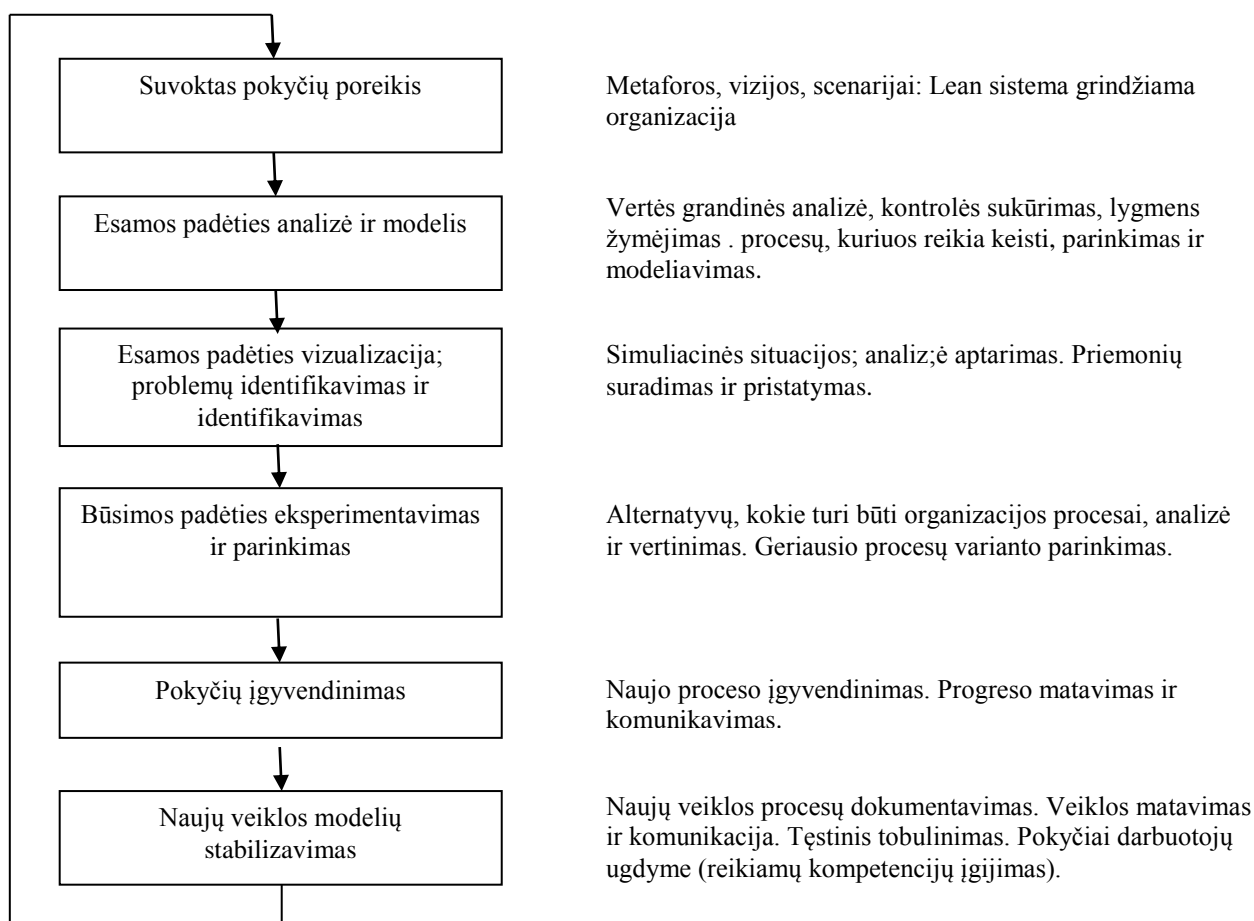 Suvoktas pokyčių poreikis
Metaforos, vizijos, scenarijai: Lean sistema grindžiama
organizacija
Esamos padėties analizė ir modelis
Vertės grandinės analizė, kontrolės sukūrimas, lygmens
žymėjimas . procesų, kuriuos reikia keisti, parinkimas ir
modeliavimas.
Esamos padėties vizualizacija;
problemų identifikavimas ir
identifikavimas
Simuliacinės situacijos; analiz;ė aptarimas. Priemonių
suradimas ir pristatymas.
Būsimos padėties eksperimentavimas
ir parinkimas
Alternatyvų, kokie turi būti organizacijos procesai, analizė
ir vertinimas. Geriausio procesų varianto parinkimas.
Pokyčių įgyvendinimas
Naujo proceso įgyvendinimas. Progreso matavimas ir
komunikavimas.
Naujų veiklos modelių
stabilizavimas
Naujų veiklos procesų dokumentavimas. Veiklos matavimas
ir komunikacija. Tęstinis tobulinimas. Pokyčiai darbuotojų
ugdyme (reikiamų kompetencijų įgijimas).